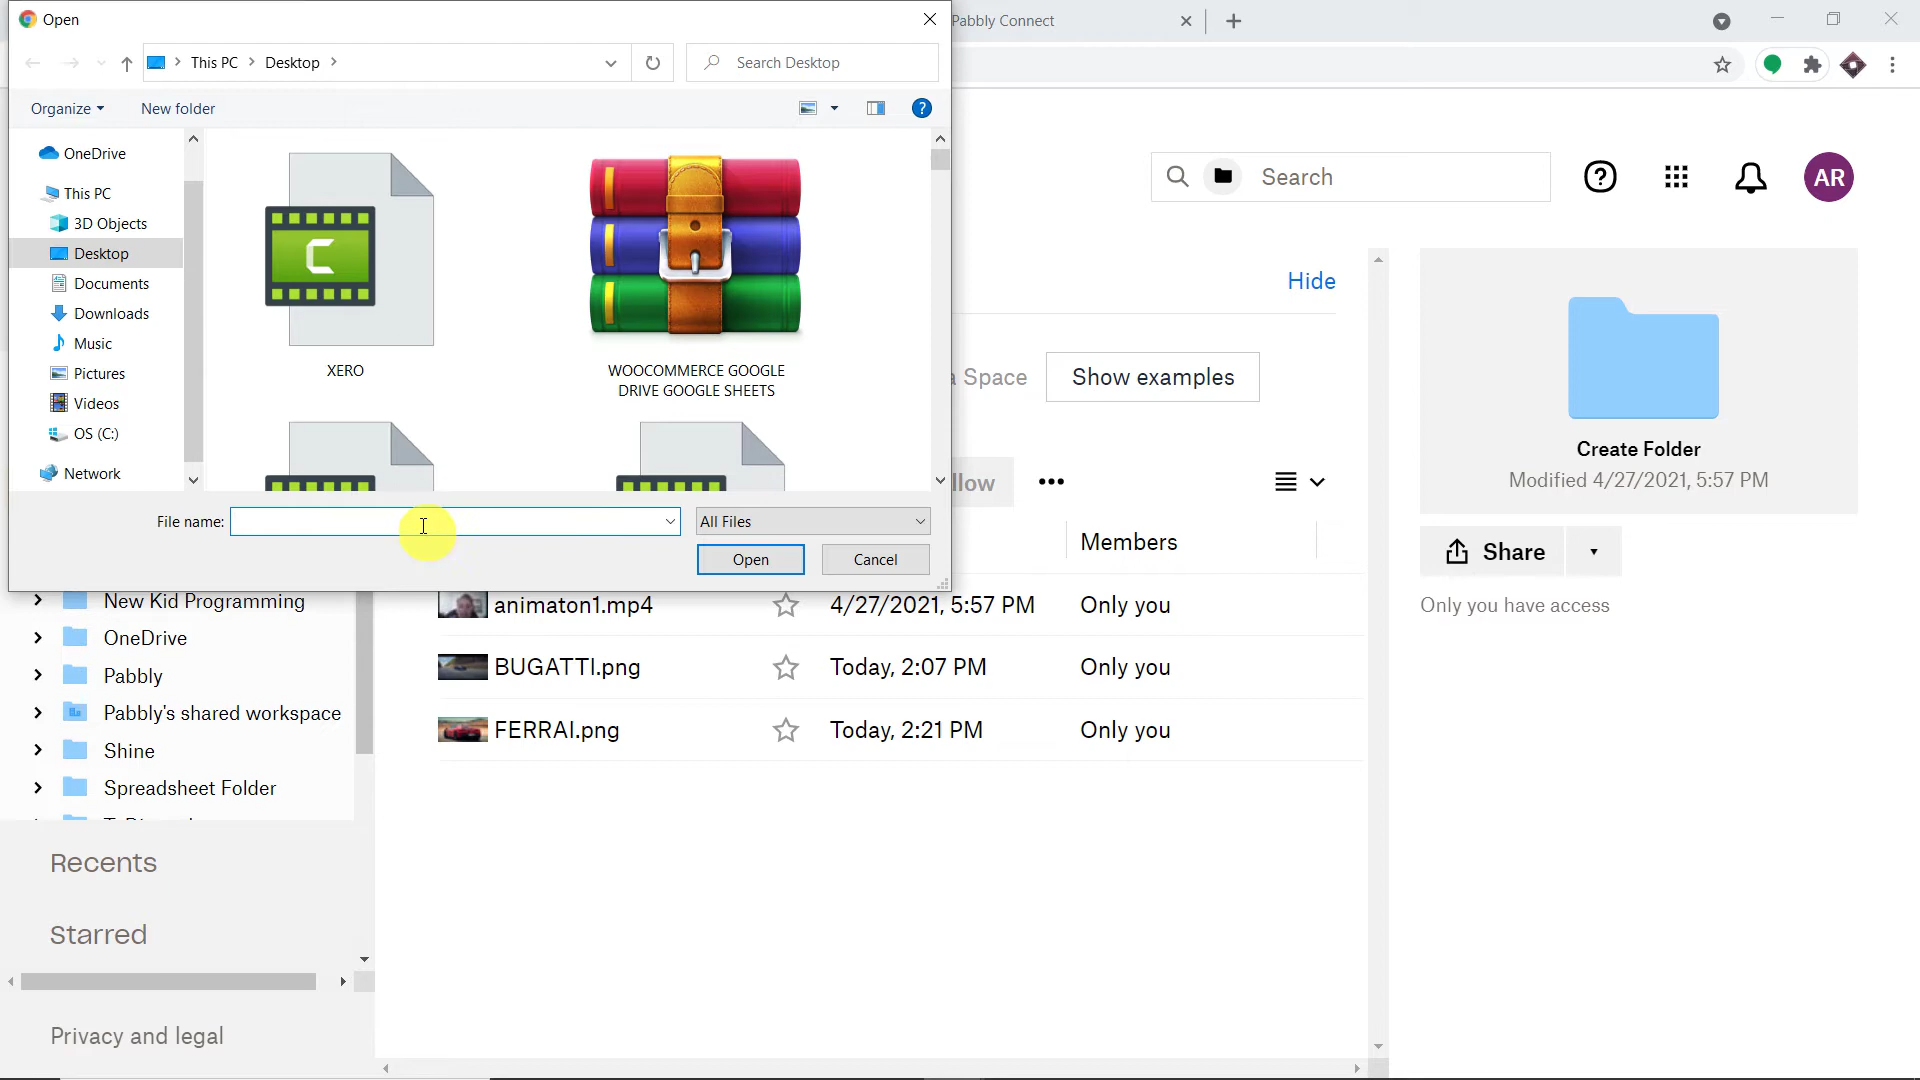 Open
Pabbly Connect
This PC
Desktop
Search Desktop
Organize
New folder
OneDrive
This PC
3D Objects
Desktop
Documents
Downloads
Music
Pictures
Videos
OS (C:)
Network
C
XERO
WOOCOMMERCE GOOGLE
DRIVE GOOGLE SHEETS
File name:
All Files
Open
Cancel
Search
AR
Hide
a Space
Show examples
llow
Members
animaton1.mp4
4/27/2021, 5:57 PM
Only you
BUGATTI.png
Today, 2:07 PM
Only you
FERRAI.png
Today, 2:21 PM
Only you
Create Folder
Modified 4/27/2021, 5:57 PM
Share
Only you have access
New Kid Programming
OneDrive
Pabbly
Pabbly's shared workspace
Shine
Spreadsheet Folder
Recents
Starred
Privacy and legal